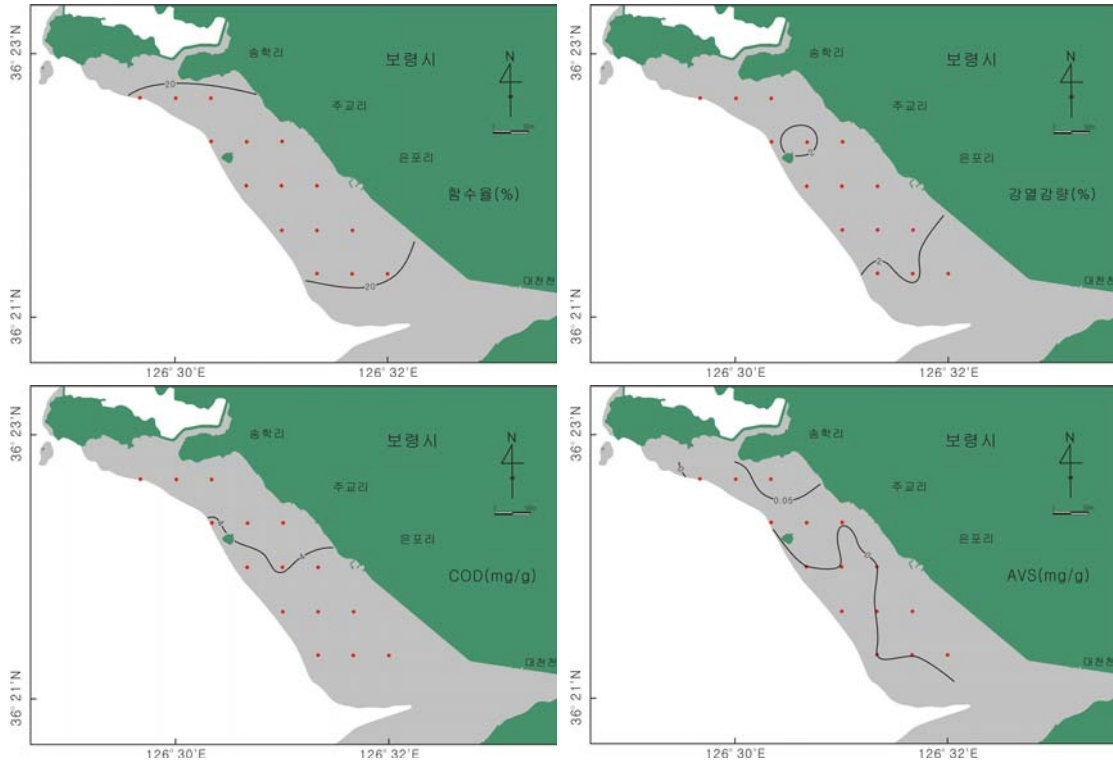 36° 23'N
36° 21'N
송학리
보령시
N
주교리
은포리
함수율(%)
대천천
20
20
126° 30'E
126° 32'E
송학리
보령시
N
주교리
은포리
강열감량(%)
대천천
2
2
36° 23'N
36° 21'N
126° 30'E
126° 32'E
36° 23'N
36° 21'N
송학리
보령시
N
주교리
은포리
COD(mg/g)
대천천
4
4
126° 30'E
126° 32'E
송학리
보령시
N
주교리
은포리
AVS(mg/g)
대천천
0.05
0
0
36° 23'N
36° 21'N
126° 30'E
126° 32'E